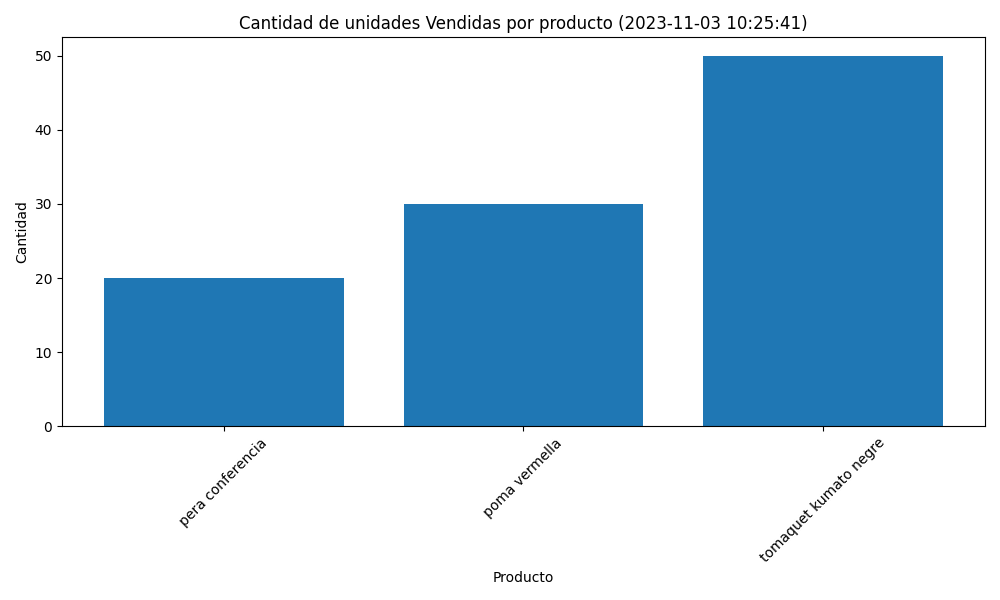 Cantidad de unidades Vendidas por producto (2023-11-03 10:25:41)
Cantidad
50
40
30
20
10
0
pera conferencia
poma vermella
tomaquet kumato negre
Producto